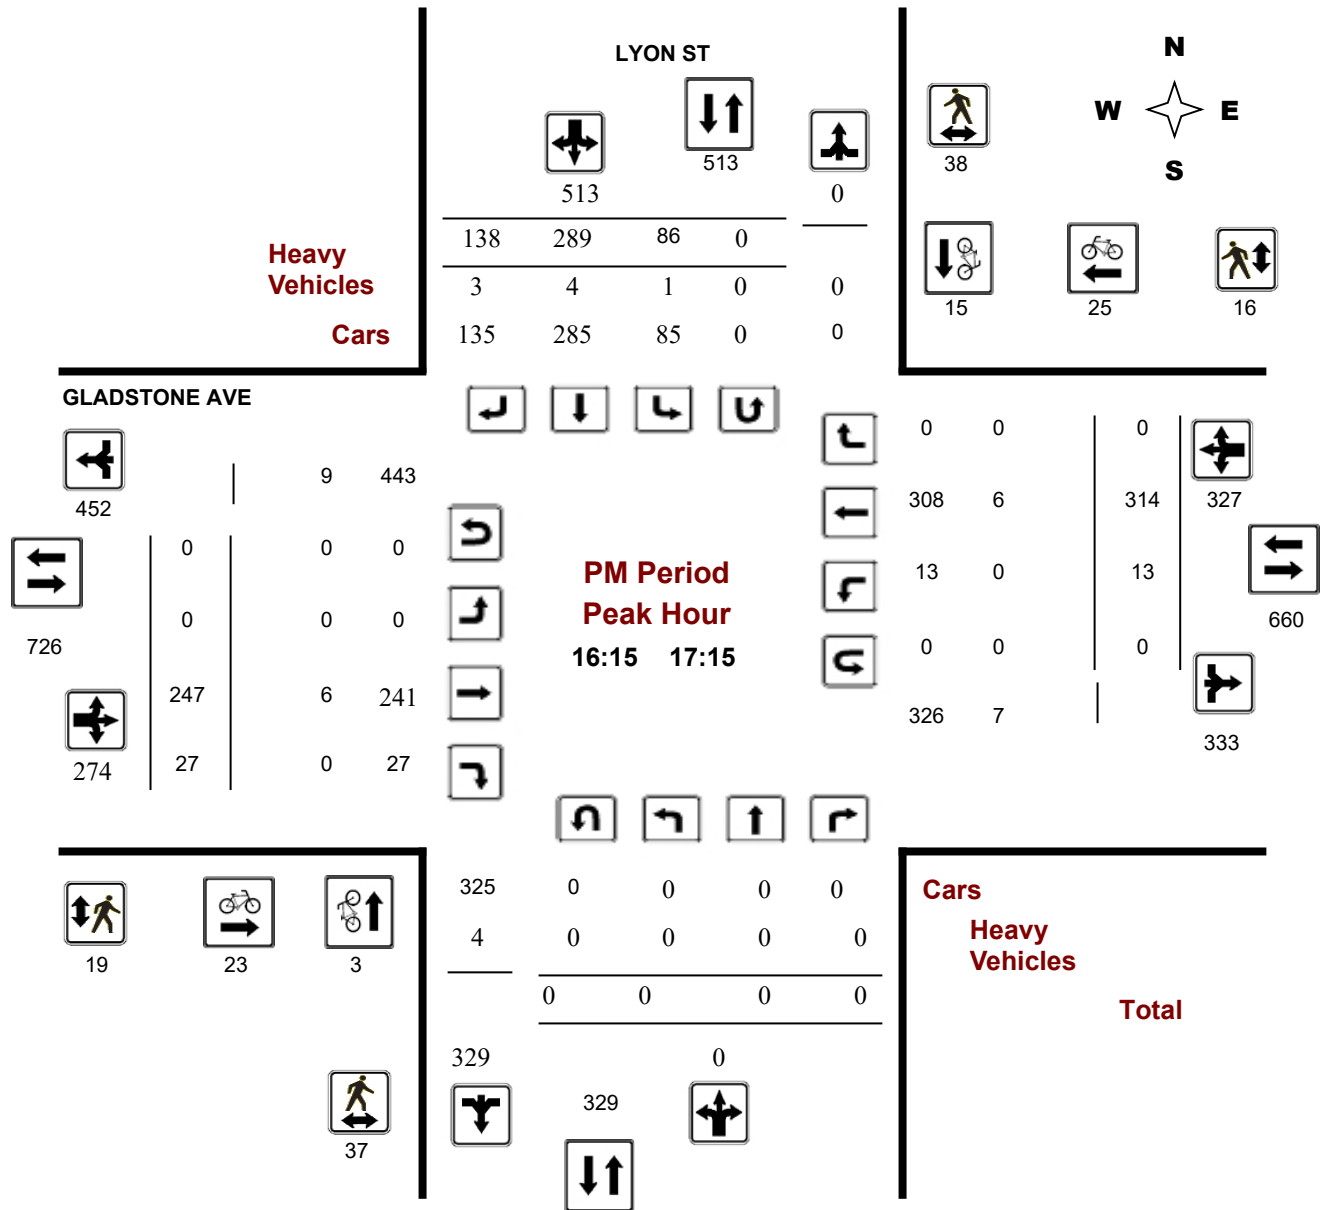 LYON ST
N
W E
S
513
38
513 0
138 289 86 0
Heavy
Vehicles
3 4 1 0 0
15 25 16
Cars
135 285 85 0 0
GLADSTONE AVE
0 0 0
9 443
452
308 6 314 327
0 0 0
PM Period
13 0 13
Peak Hour
0 0 0
660
726
16:15 17:15
0 0 0
247 6 241
326 7
333
274 27 0 27
325 0 0 0 0
Cars
4 0 0 0 0
Heavy
Vehicles
19 23 3
0 0 0 0
Total
329 0
329
37